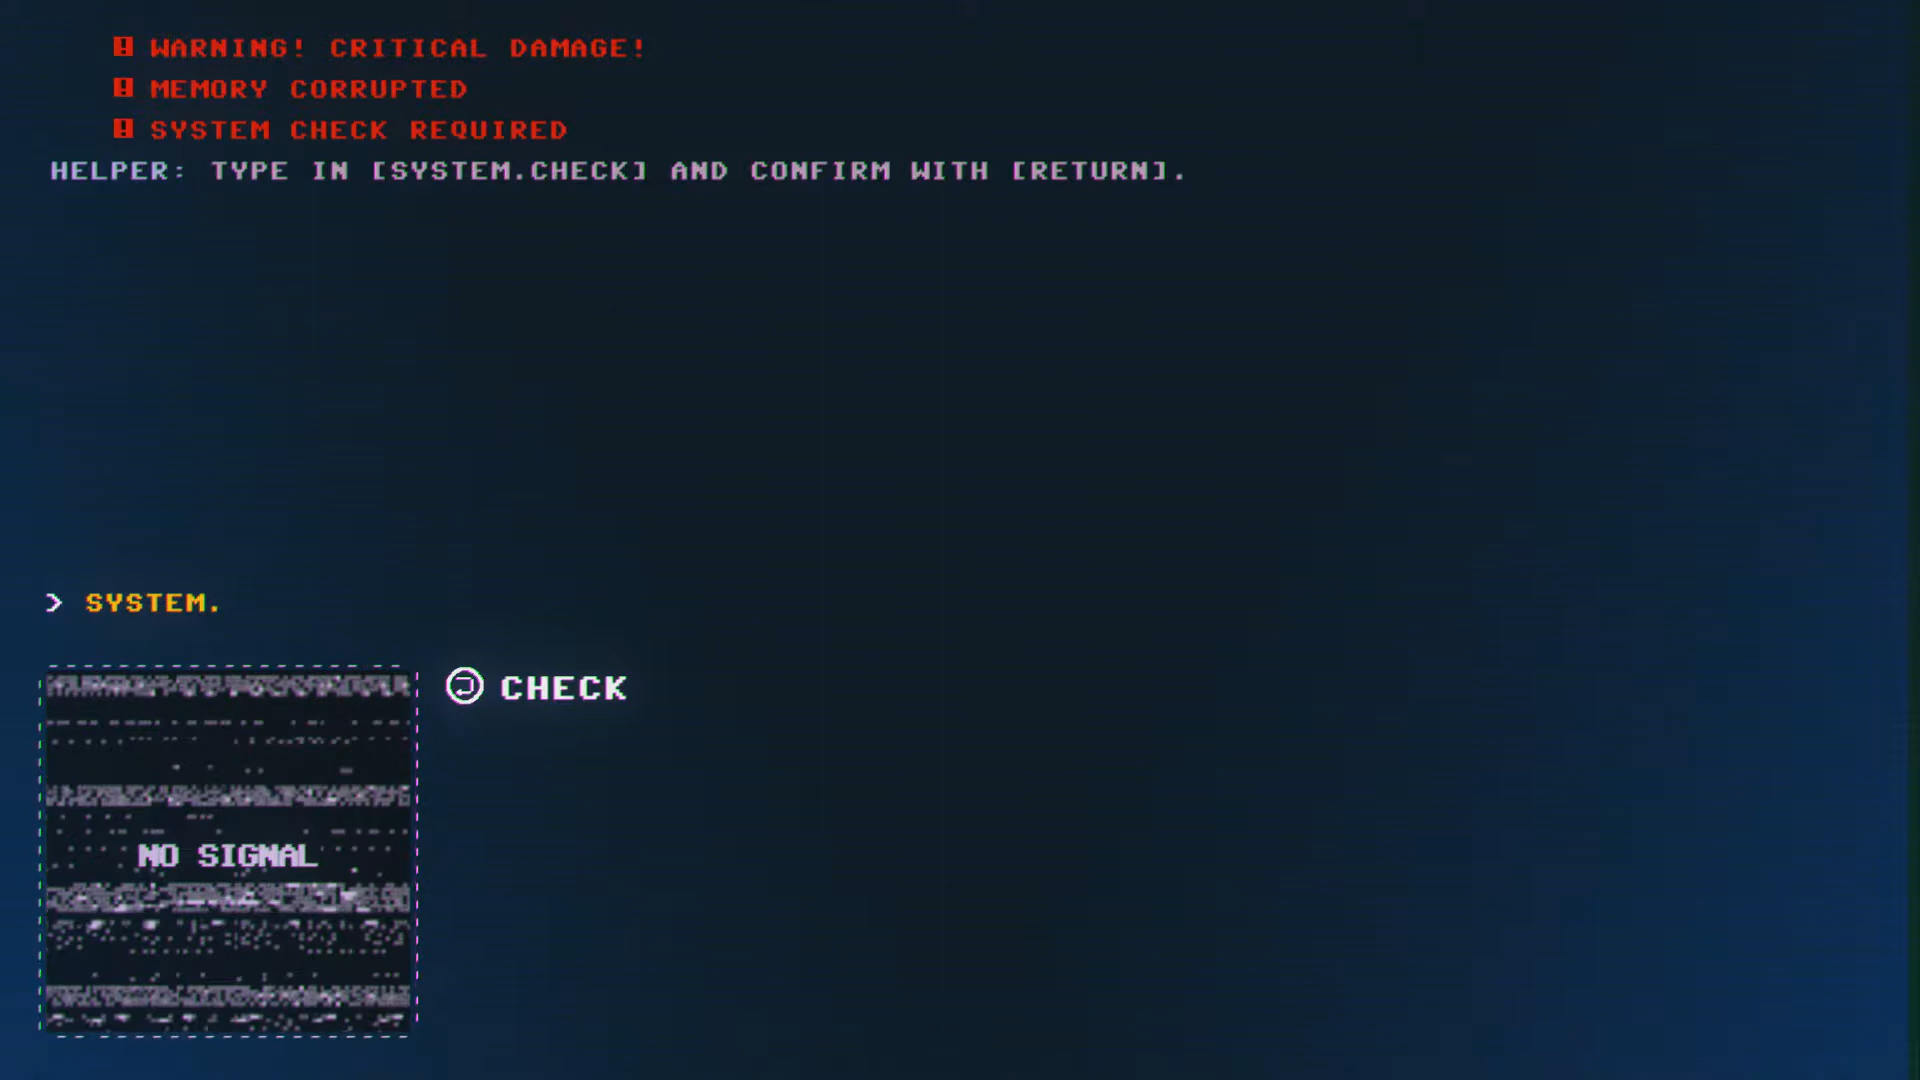 WARNING! CRITICAL DAMAGE!
MEMORY CORRUPTED
SYSTEM CHECK REQUIRED
HELPER: TYPE IN [SYSTEM.CHECK] AND CONFIRM WITH [RETURN].
> SYSTEM.
CHECK
NO SIGNAL